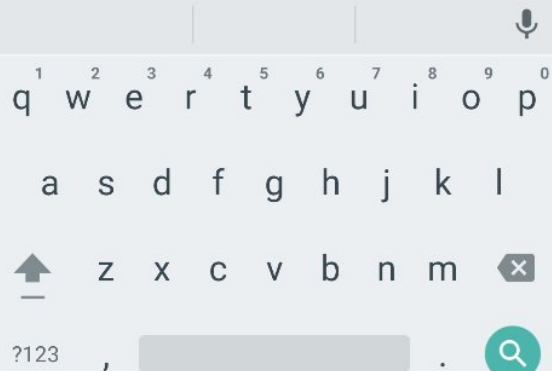 1 2 3 4 5 6 7 8 9 0
q w e r t y u i o p
a s d f g h j k l
z x c v b n m
?123 , .